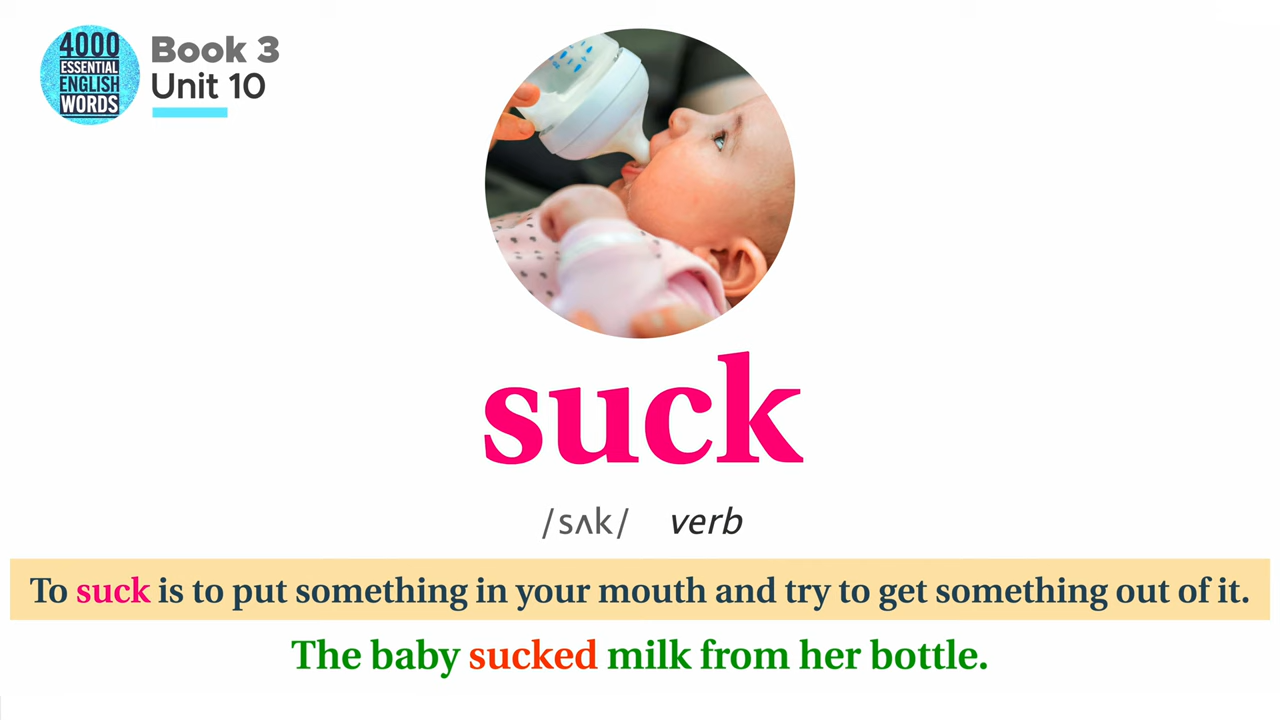 4000
ESSENTIAL
ENGLISH
WORDS
Book 3
Unit 10
suck
/sʌk/ verb
To suck is to put something in your mouth and try to get something out of it.
The baby sucked milk from her bottle.